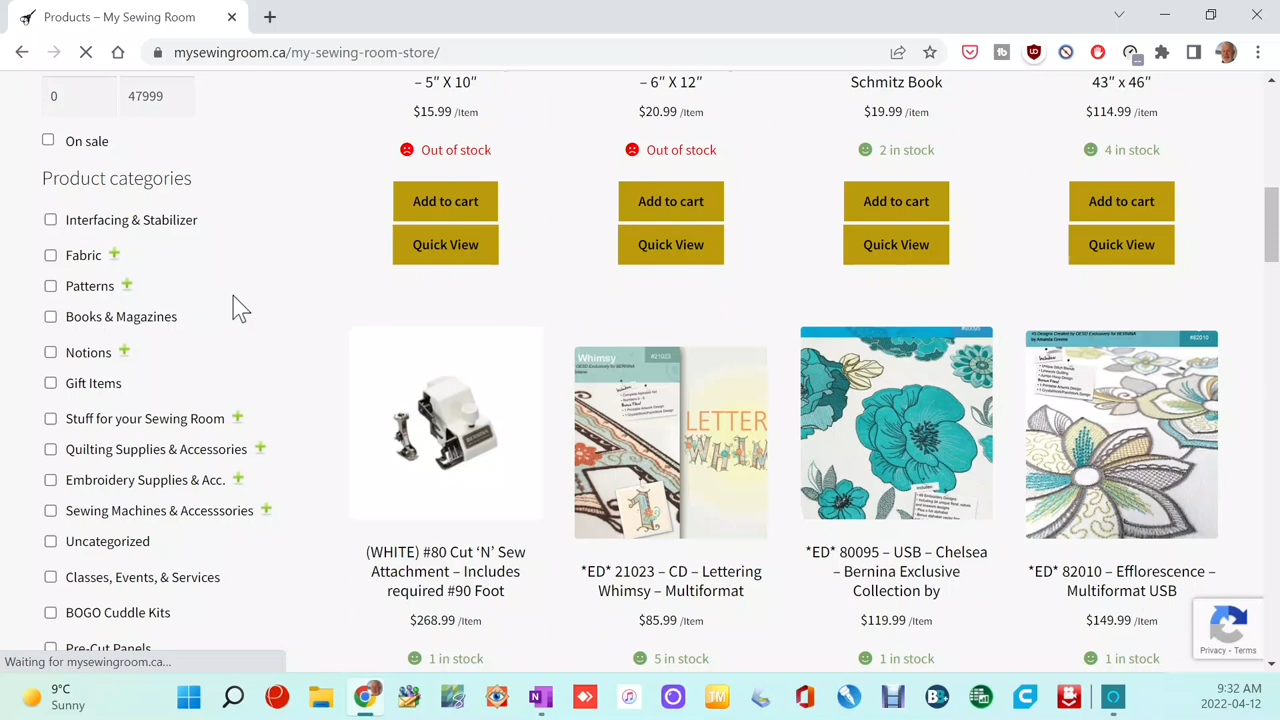 Products – My Sewing Room
mysewingroom.ca/my-sewing-room-store/
0
47999
On sale
Product categories
Interfacing & Stabilizer
Fabric
Patterns
Books & Magazines
Notions
Gift Items
Stuff for your Sewing Room
Quilting Supplies & Accessories
Embroidery Supplies & Acc.
Sewing Machines & Accesssories
Uncategorized
Classes, Events, & Services
BOGO Cuddle Kits
Pre-Cut Panels
– 5″ X 10″
$15.99 /Item
Out of stock
Add to cart
Quick View
– 6″ X 12″
$20.99 /Item
Out of stock
Add to cart
Quick View
Schmitz Book
$19.99 /Item
2 in stock
Add to cart
Quick View
43″ x 46″
$114.99 /Item
4 in stock
Add to cart
Quick View
(WHITE) #80 Cut ‘N’ Sew
Attachment – Includes
required #90 Foot
$268.99 /Item
1 in stock
Whimsy
#21023
LETTER
WHIM
*ED* 21023 – CD – Lettering
Whimsy – Multiformat
$85.99 /Item
5 in stock
#80095
*ED* 80095 – USB – Chelsea
– Bernina Exclusive
Collection by
$119.99 /Item
1 in stock
#82010
*ED* 82010 – Efflorescence –
Multiformat USB
$149.99 /Item
1 in stock
Privacy - Terms
Waiting for mysewingroom.ca...
9°C
Sunny
9:32 AM
2022-04-12